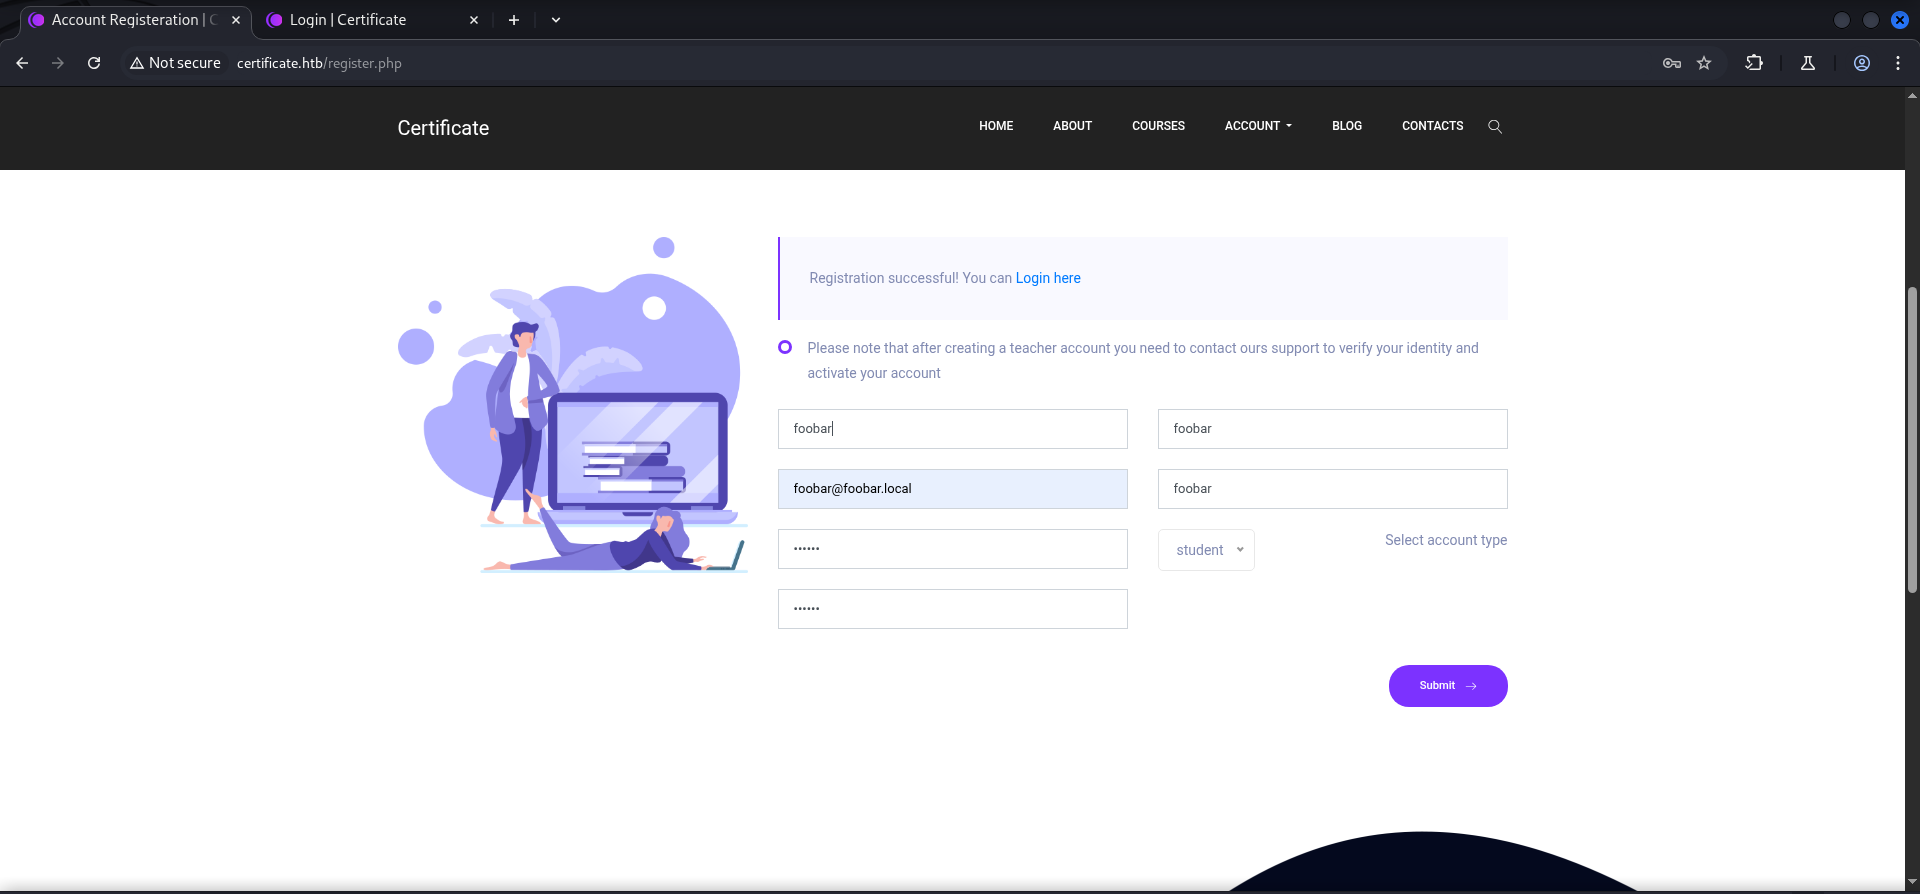 Account Registeration | C
Login | Certificate
Not secure
certificate.htb/register.php
Certificate
HOME
ABOUT
COURSES
ACCOUNT
BLOG
CONTACTS
Registration successful! You can Login here
Please note that after creating a teacher account you need to contact ours support to verify your identity and
activate your account
foobar
foobar
foobar@foobar.local
foobar
••••••
student
Select account type
••••••
Submit